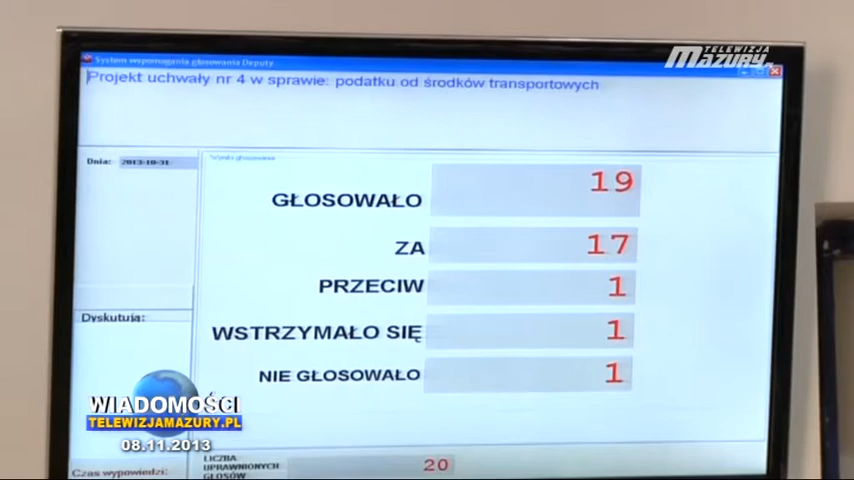 TELEWIZJA
MAZURY.PL
System wspomagania głosowania Deputy
Projekt uchwały nr 4 w sprawie: podatku od środków transportowych
Dnia: 2013-10-31
Wyniki głosowania
GŁOSOWAŁO 19
ZA 17
PRZECIW 1
Dyskutują:
WSTRZYMAŁO SIĘ 1
NIE GŁOSOWAŁO 1
WIADOMOŚCI
TELEWIZJAMAZURY.PL
08.11.2013
Czas wypowiedzi:
LICZBA
UPRAWNIONYCH
GŁOSÓW
20